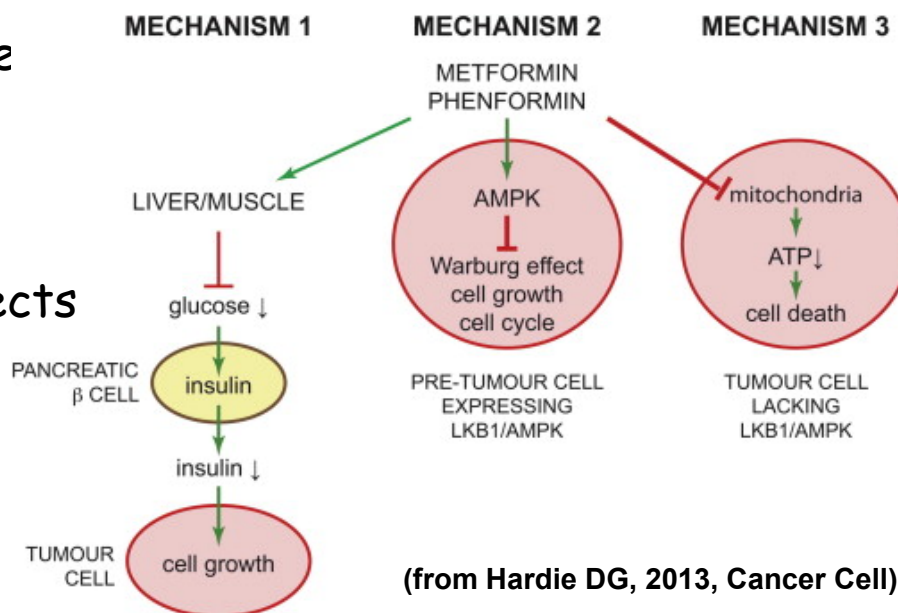 MECHANISM 1
MECHANISM 2
MECHANISM 3
METFORMIN
PHENFORMIN
LIVER/MUSCLE
glucose ↓
PANCREATIC
β CELL
insulin
insulin ↓
TUMOUR
CELL
cell growth
AMPK
Warburg effect
cell growth
cell cycle
PRE-TUMOUR CELL
EXPRESSING
LKB1/AMPK
mitochondria
ATP↓
cell death
TUMOUR CELL
LACKING
LKB1/AMPK
e
ects
(from Hardie DG, 2013, Cancer Cell)